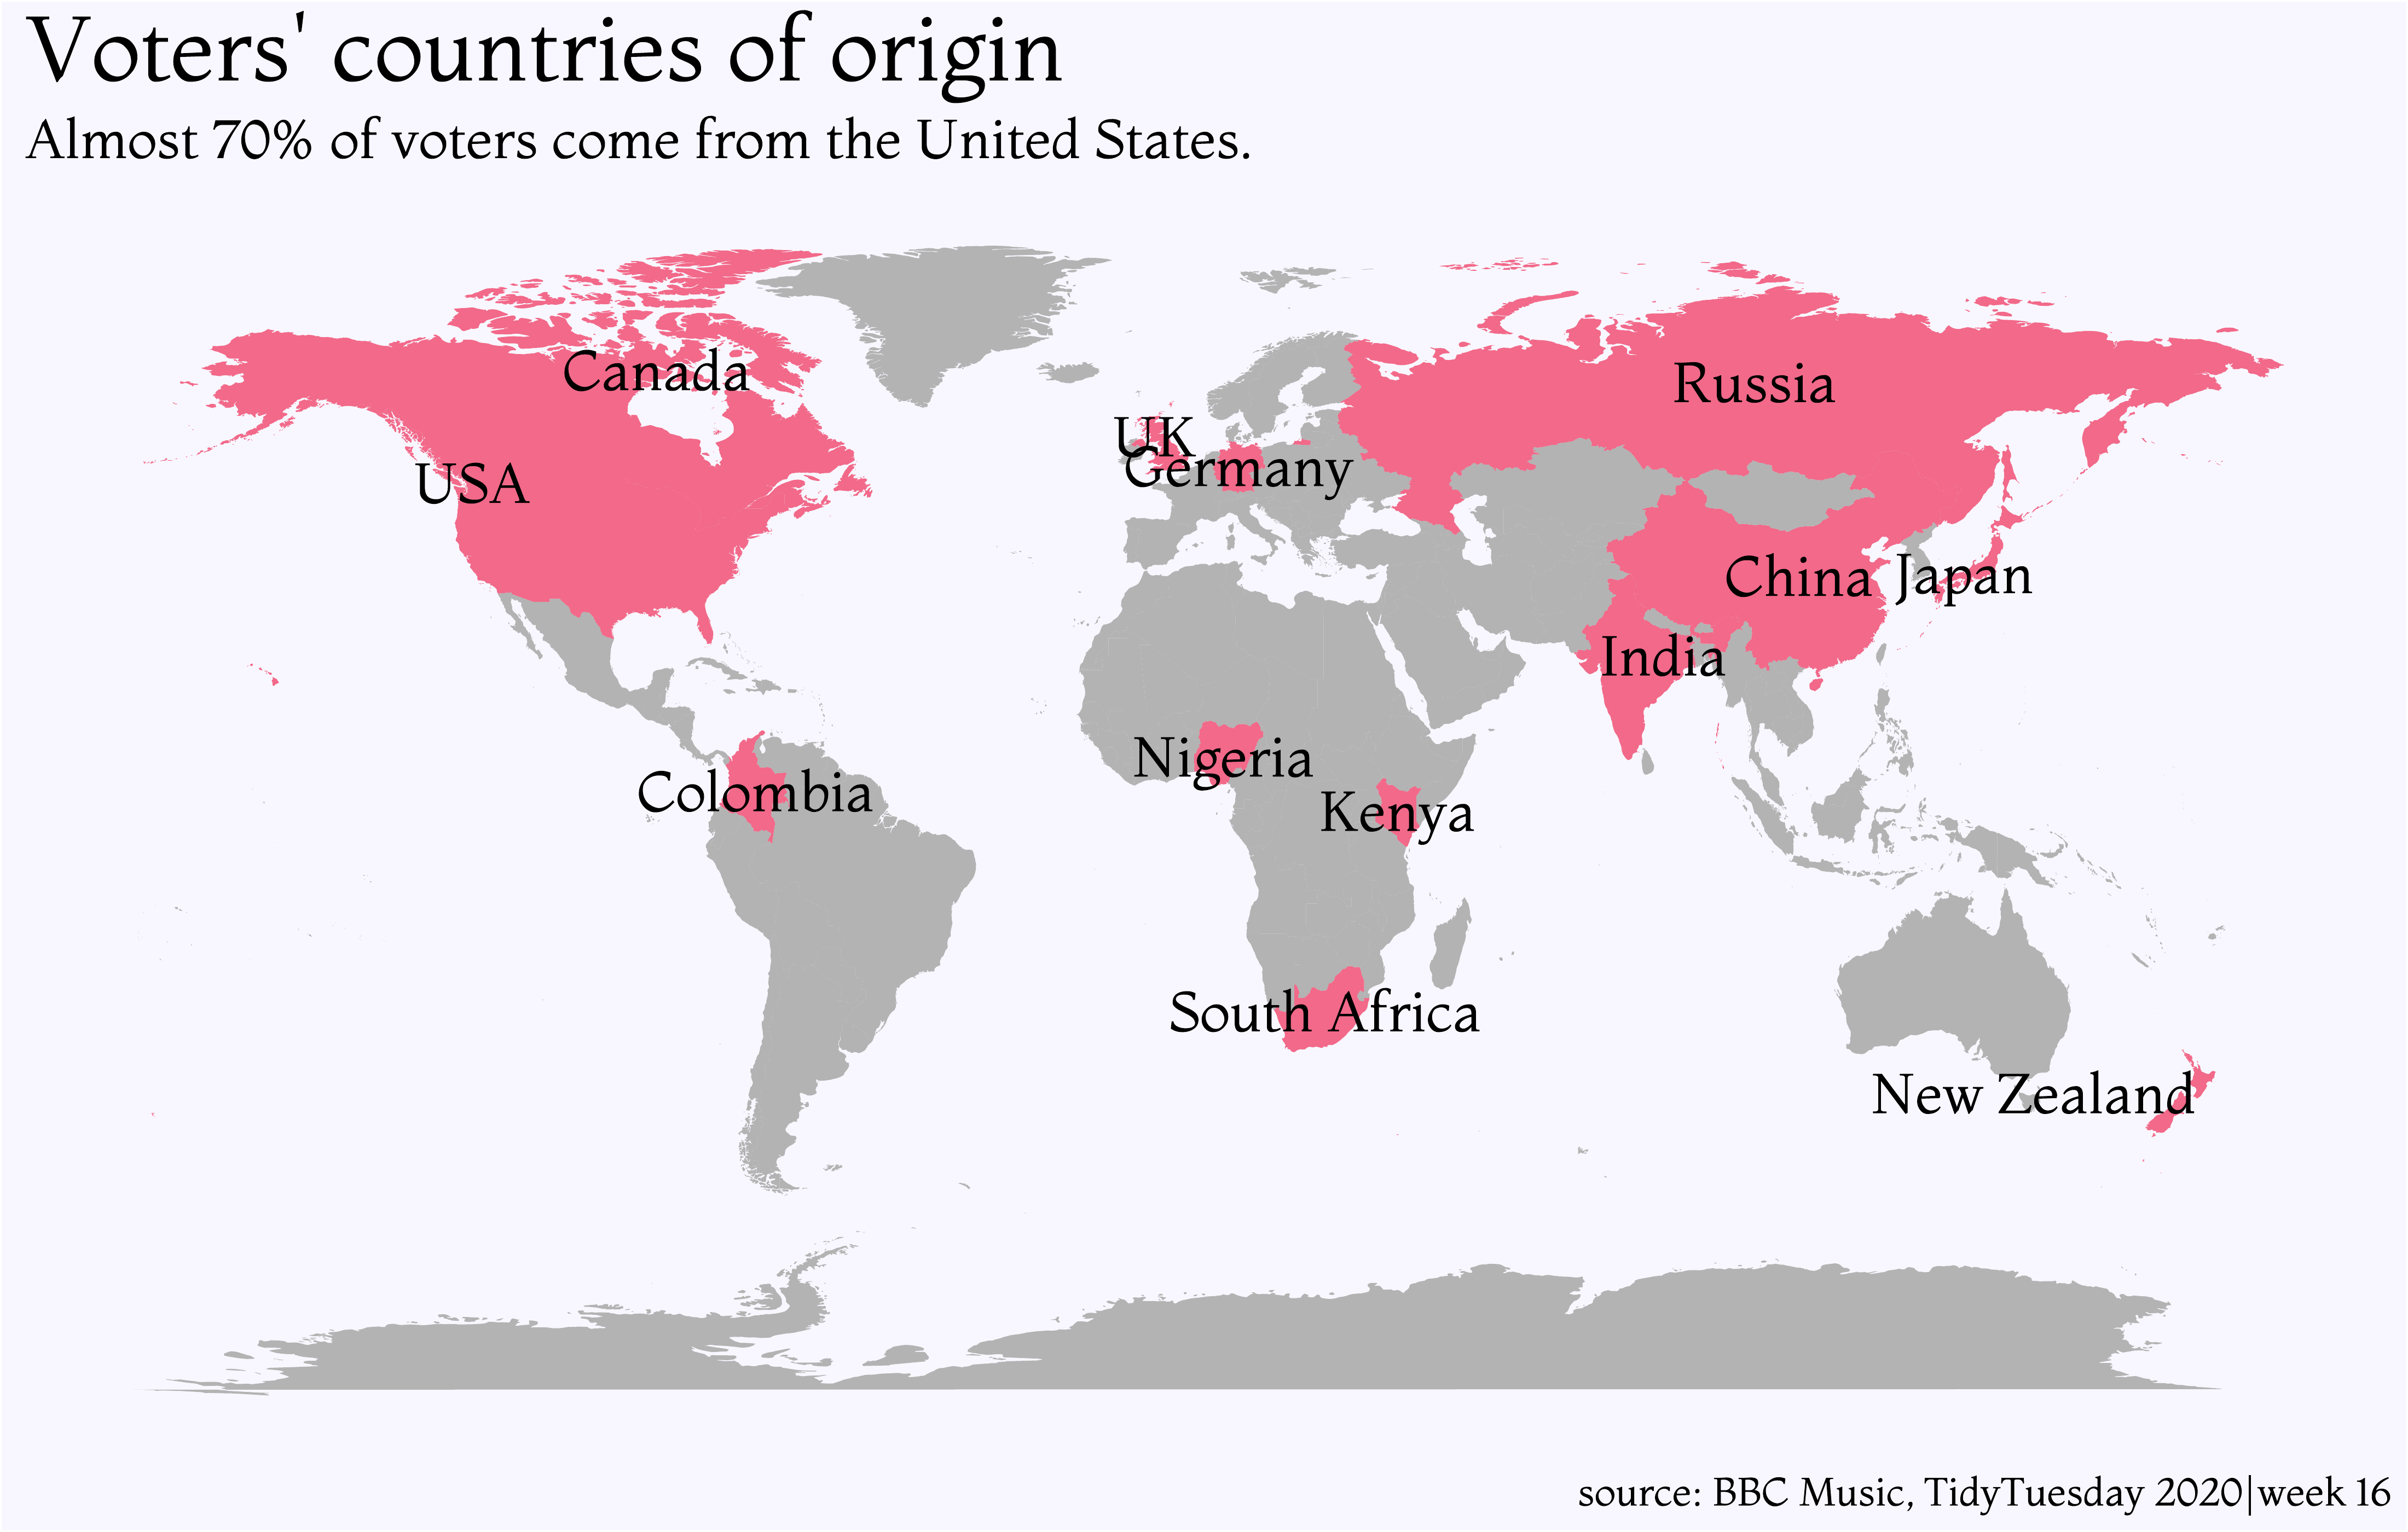 Voters' countries of origin
Almost 70% of voters come from the United States.
Canada
Russia
UK
Germany
USA
China
Japan
India
Nigeria
Colombia
Kenya
South Africa
New Zealand
source: BBC Music, TidyTuesday 2020|week 16